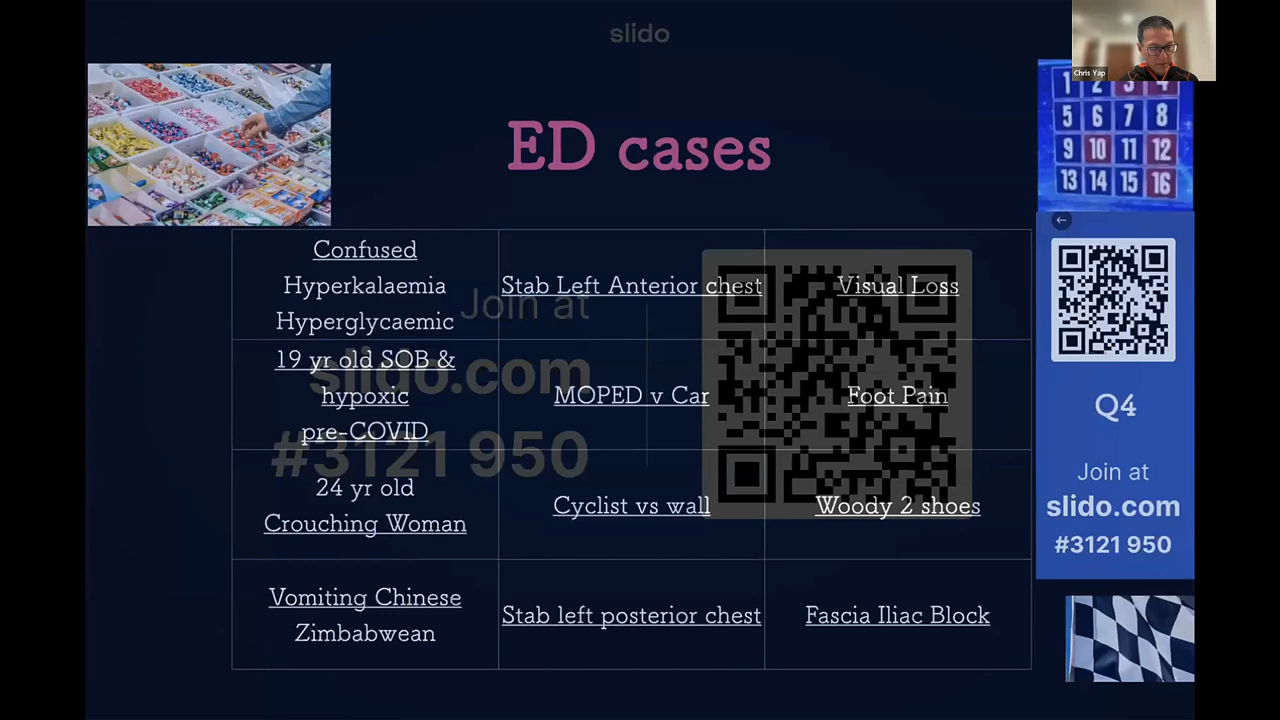 slido
Chris Yap
ED cases
1 2 3 4
5 6 7 8
9 10 11 12
13 14 15 16
Confused
Hyperkalaemia
Hyperglycaemic
Stab Left Anterior chest
Visual Loss
19 yr old SOB &
hypoxic
pre-COVID
MOPED v Car
Foot Pain
24 yr old
Crouching Woman
Cyclist vs wall
Woody 2 shoes
Vomiting Chinese
Zimbabwean
Stab left posterior chest
Fascia Iliac Block
Join at
slido.com
#3121 950
Q4
Join at
slido.com
#3121 950